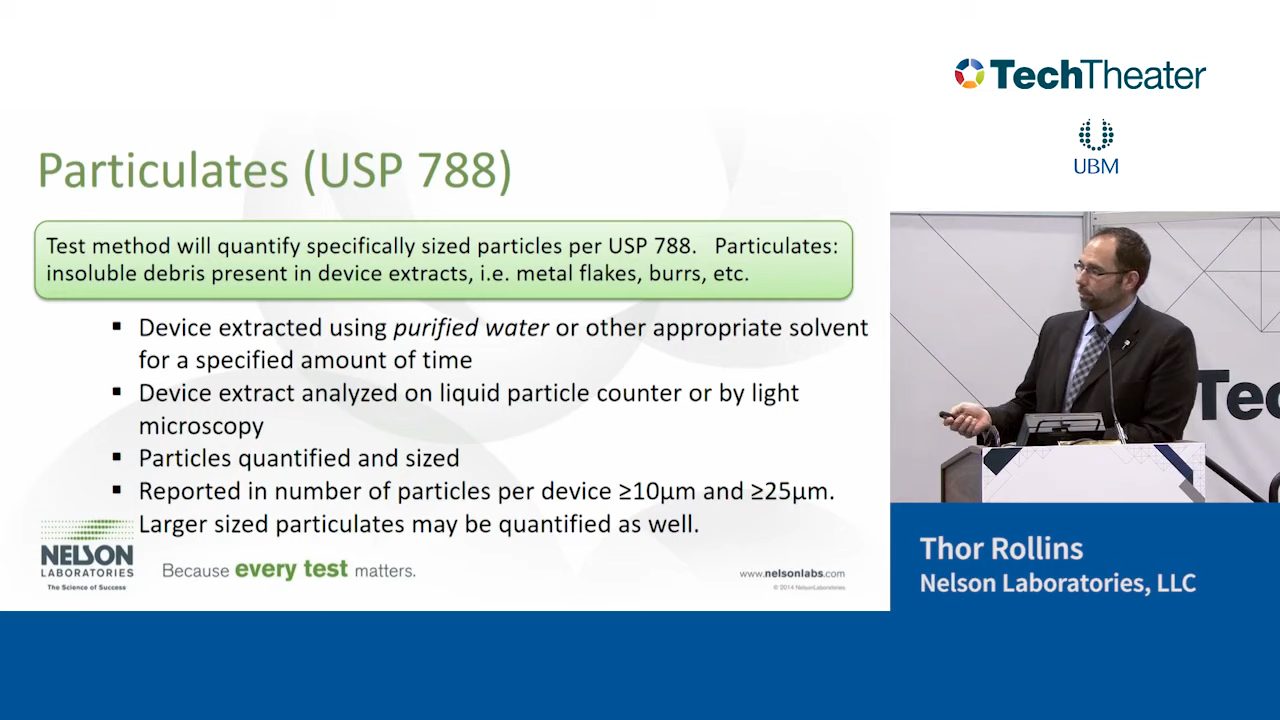 TechTheater
UBM
Particulates (USP 788)
Test method will quantify specifically sized particles per USP 788. Particulates:
insoluble debris present in device extracts, i.e. metal flakes, burrs, etc.
▪ Device extracted using purified water or other appropriate solvent
for a specified amount of time
▪ Device extract analyzed on liquid particle counter or by light
microscopy
▪ Particles quantified and sized
▪ Reported in number of particles per device ≥10µm and ≥25µm.
Larger sized particulates may be quantified as well.
NELSON
LABORATORIES
The Science of Success
Because every test matters.
www.nelsonlabs.com
© 2014 NelsonLaboratories
Tec
Thor Rollins
Nelson Laboratories, LLC